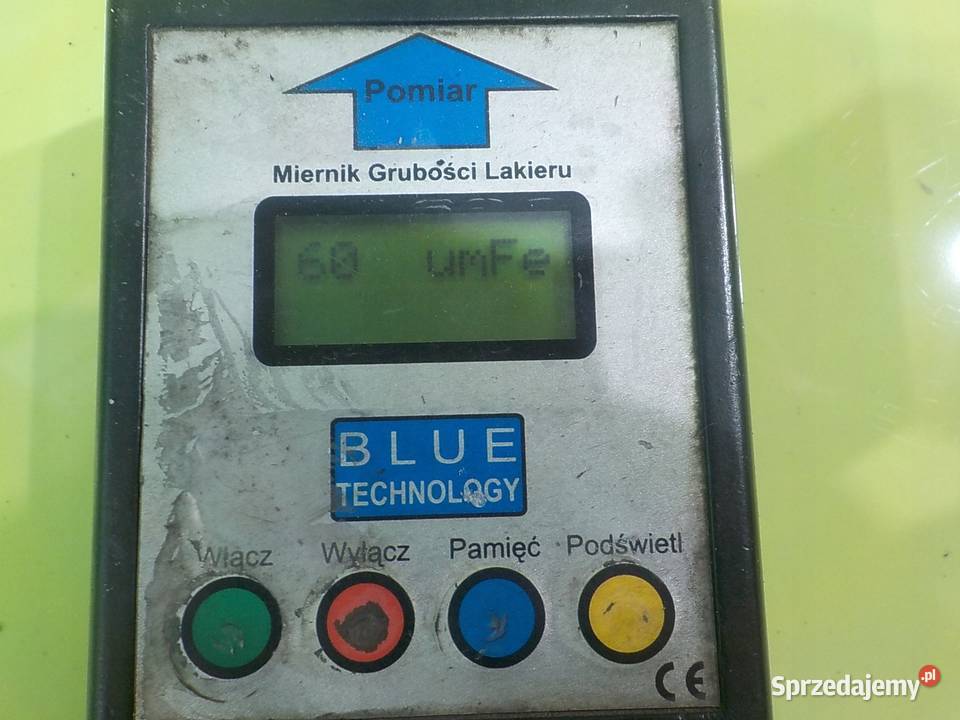 Pomiar
Miernik Grubości Lakieru
60 umFe
BLUE
TECHNOLOGY
Włącz Wyłącz Pamięć Podświetl
CE
Sprzedajemy.pl